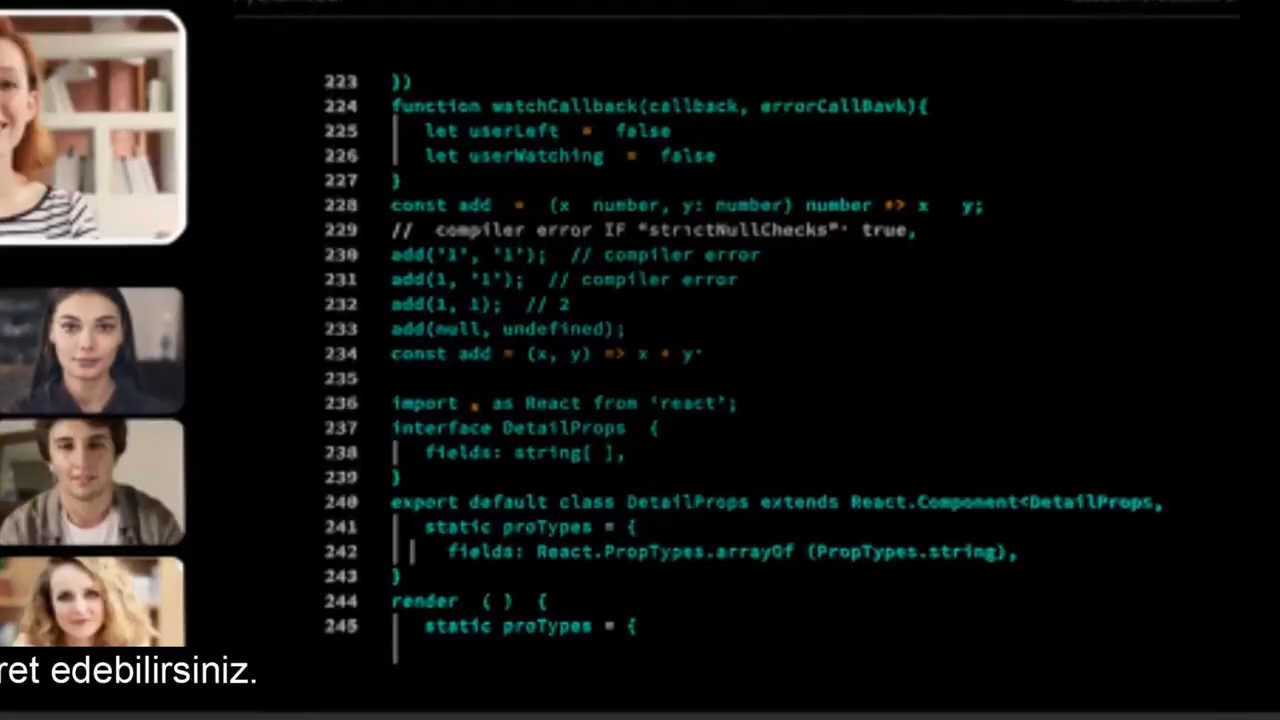 223 })
224 function watchCallback(callback, errorCallBavk){
225 let userLeft = false
226 let userWatching = false
227 }
228 const add = (x number, y: number) number => x y;
229 // compiler error IF "strictNullChecks": true,
230 add('1', '1'); // compiler error
231 add(1, '1'); // compiler error
232 add(1, 1); // 2
233 add(null, undefined);
234 const add = (x, y) => x + y
235
236 import as React from 'react';
237 interface DetailProps {
238 fields: string[ ],
239 }
240 export default class DetailProps extends React.Component<DetailProps,
241 static proTypes = {
242 fields: React.PropTypes.arrayOf (PropTypes.string),
243 }
244 render ( ) {
245 static proTypes = {
ret edebilirsiniz.